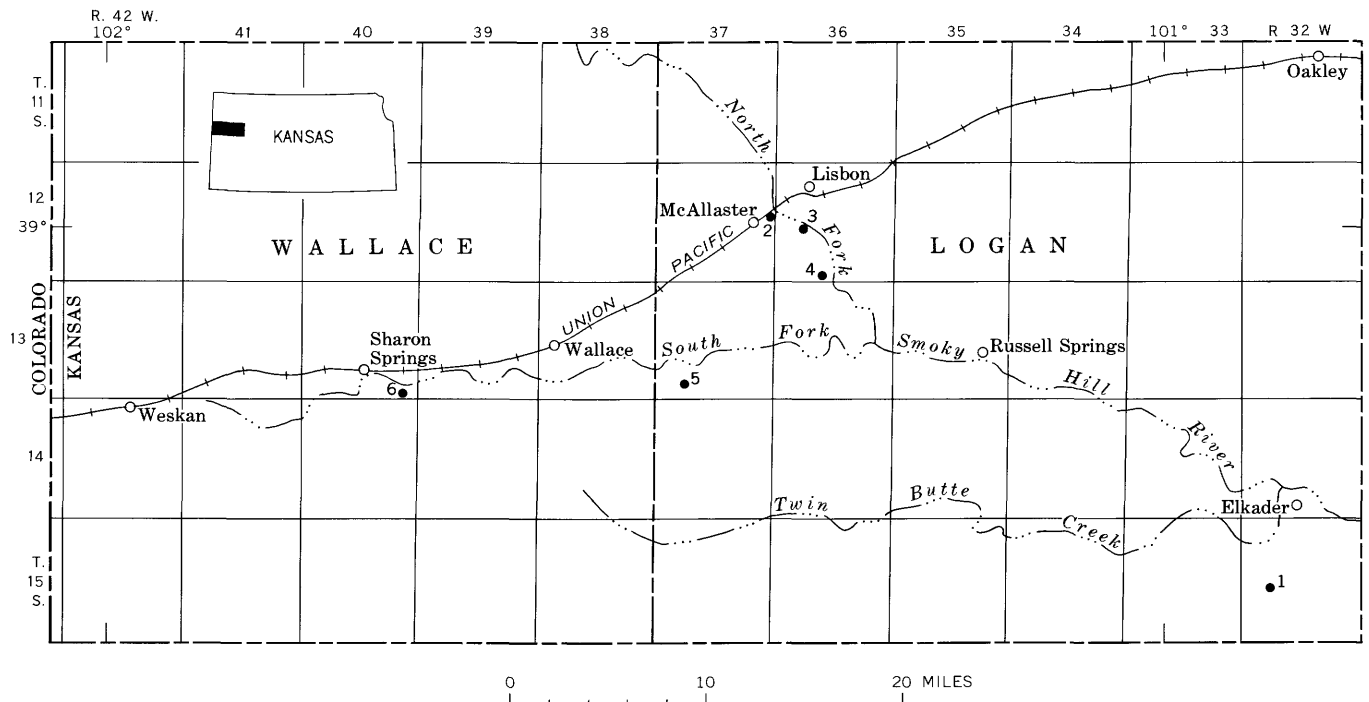 R. 42 W.
102° 41 40 39 38 37 36 35 34 101° 33 R 32 W
Oakley
T.
11
S.
KANSAS
North
Lisbon
12
McAllaster
2 3
39°
WALLACE
PACIFIC
Fork
LOGAN
4
COLORADO
KANSAS
UNION
13
Sharon
Springs
Wallace
South Fork Smoky
Russell Springs
5
6
Hill
Weskan
14
River
Twin Butte
Elkader
Creek
T.
15
S.
1
0 10 20 MILES